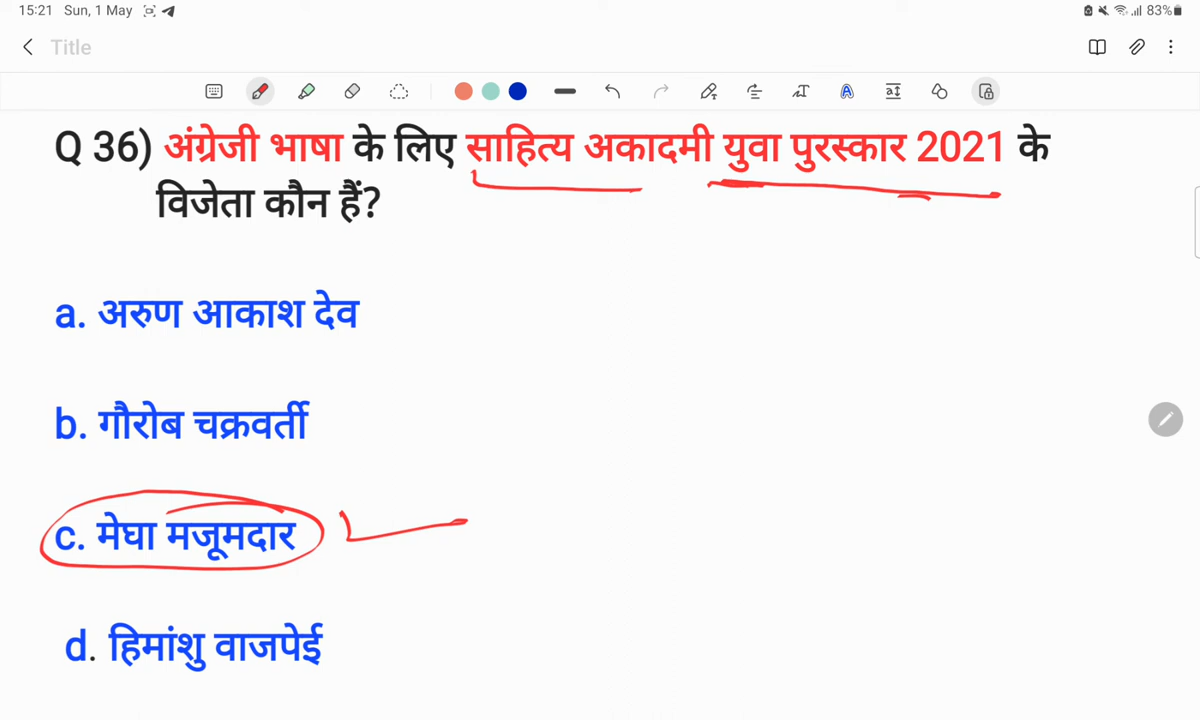 15:21 Sun, 1 May 83%
Title
Q 36) अंग्रेजी भाषा के लिए साहित्य अकादमी युवा पुरस्कार 2021 के
विजेता कौन हैं?
a. अरुण आकाश देव
b. गौरोब चक्रवर्ती
c. मेघा मजूमदार
d. हिमांशु वाजपेई